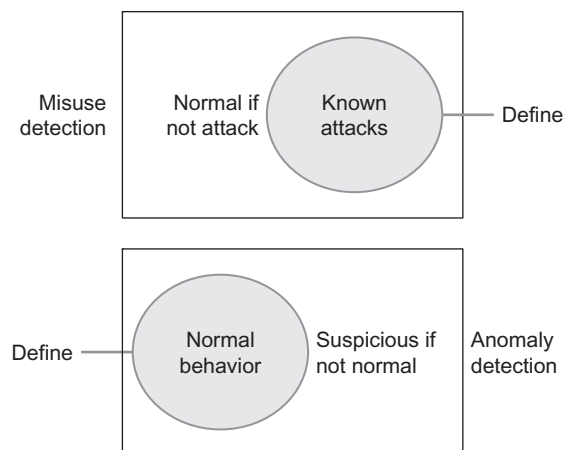 Misuse
detection
Normal if
not attack
Known
attacks
Define
Define
Normal
behavior
Suspicious if
not normal
Anomaly
detection